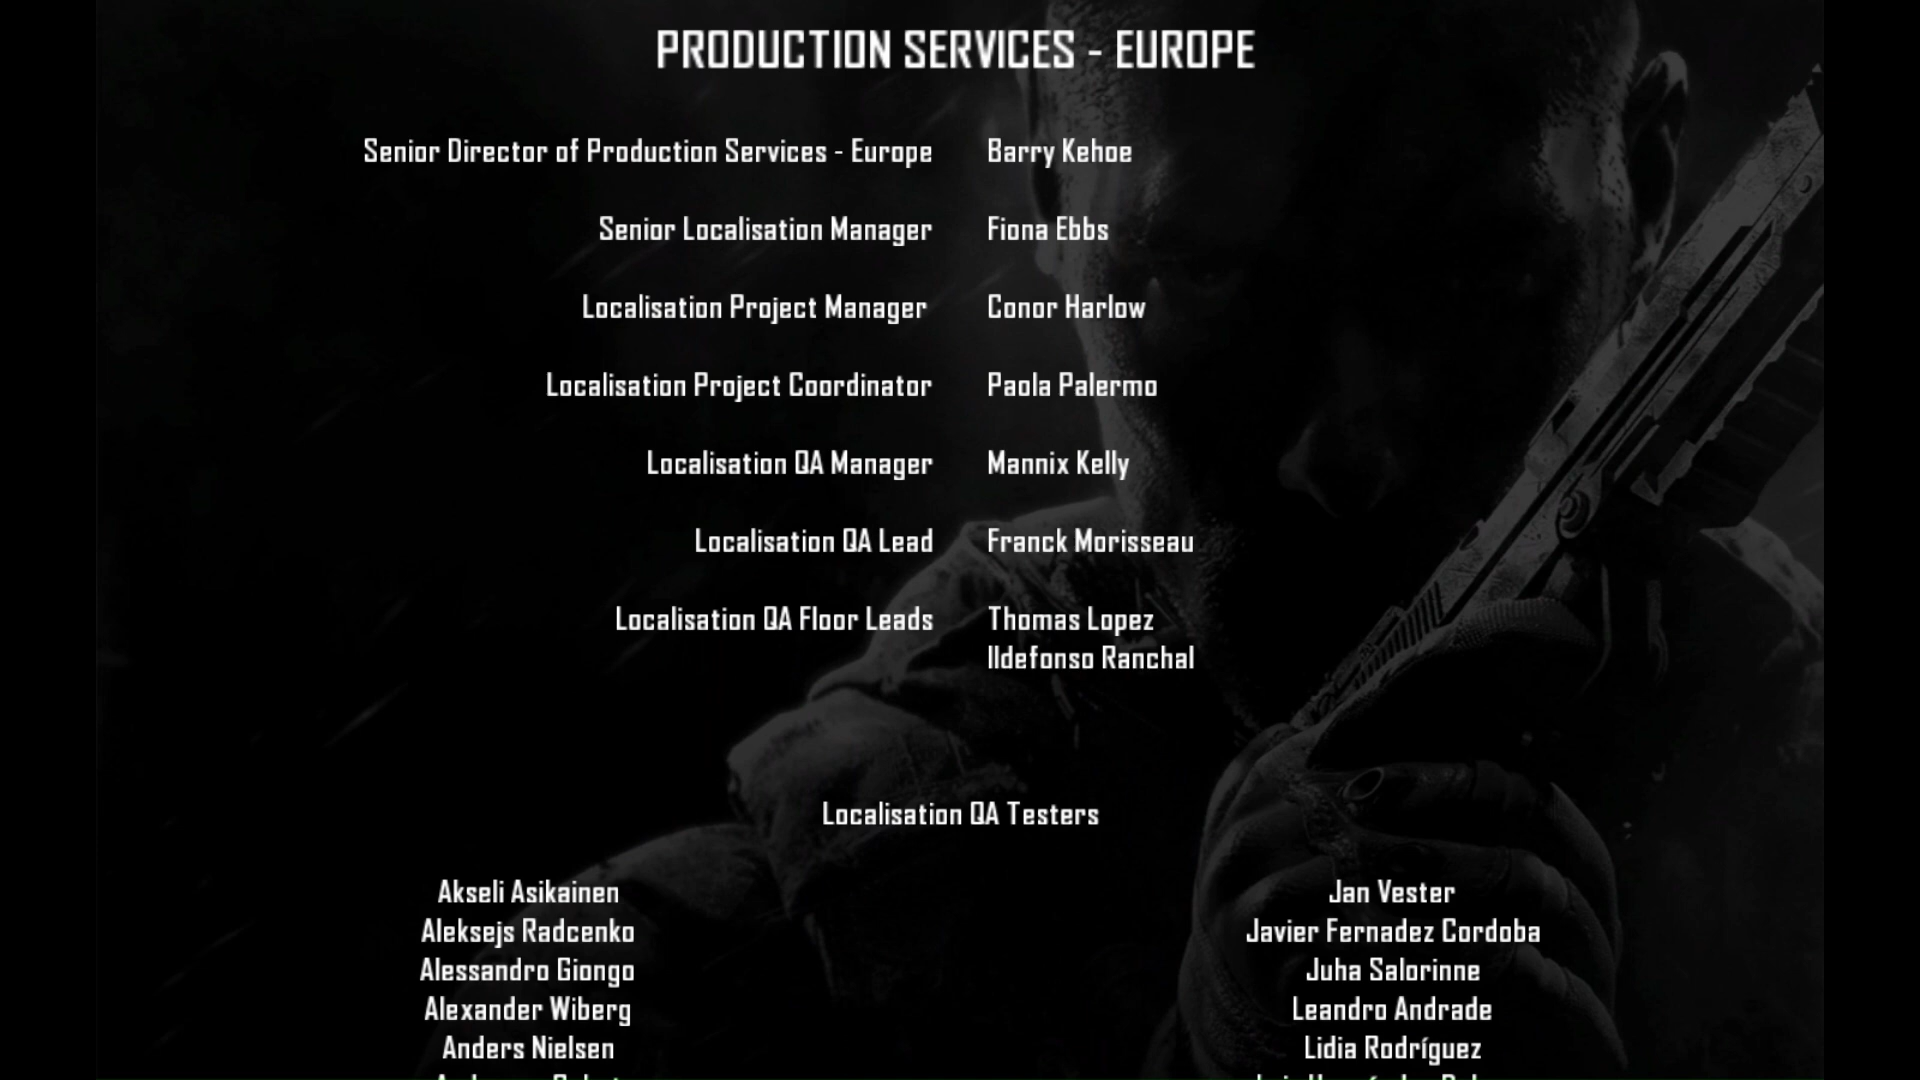 PRODUCTION SERVICES - EUROPE
Senior Director of Production Services - Europe Barry Kehoe
Senior Localisation Manager Fiona Ebbs
Localisation Project Manager Conor Harlow
Localisation Project Coordinator Paola Palermo
Localisation QA Manager Mannix Kelly
Localisation QA Lead Franck Morisseau
Localisation QA Floor Leads Thomas Lopez
Ildefonso Ranchal
Localisation QA Testers
Akseli Asikainen Jan Vester
Aleksejs Radcenko Javier Fernadez Cordoba
Alessandro Giongo Juha Salorinne
Alexander Wiberg Leandro Andrade
Anders Nielsen Lidia Rodríguez